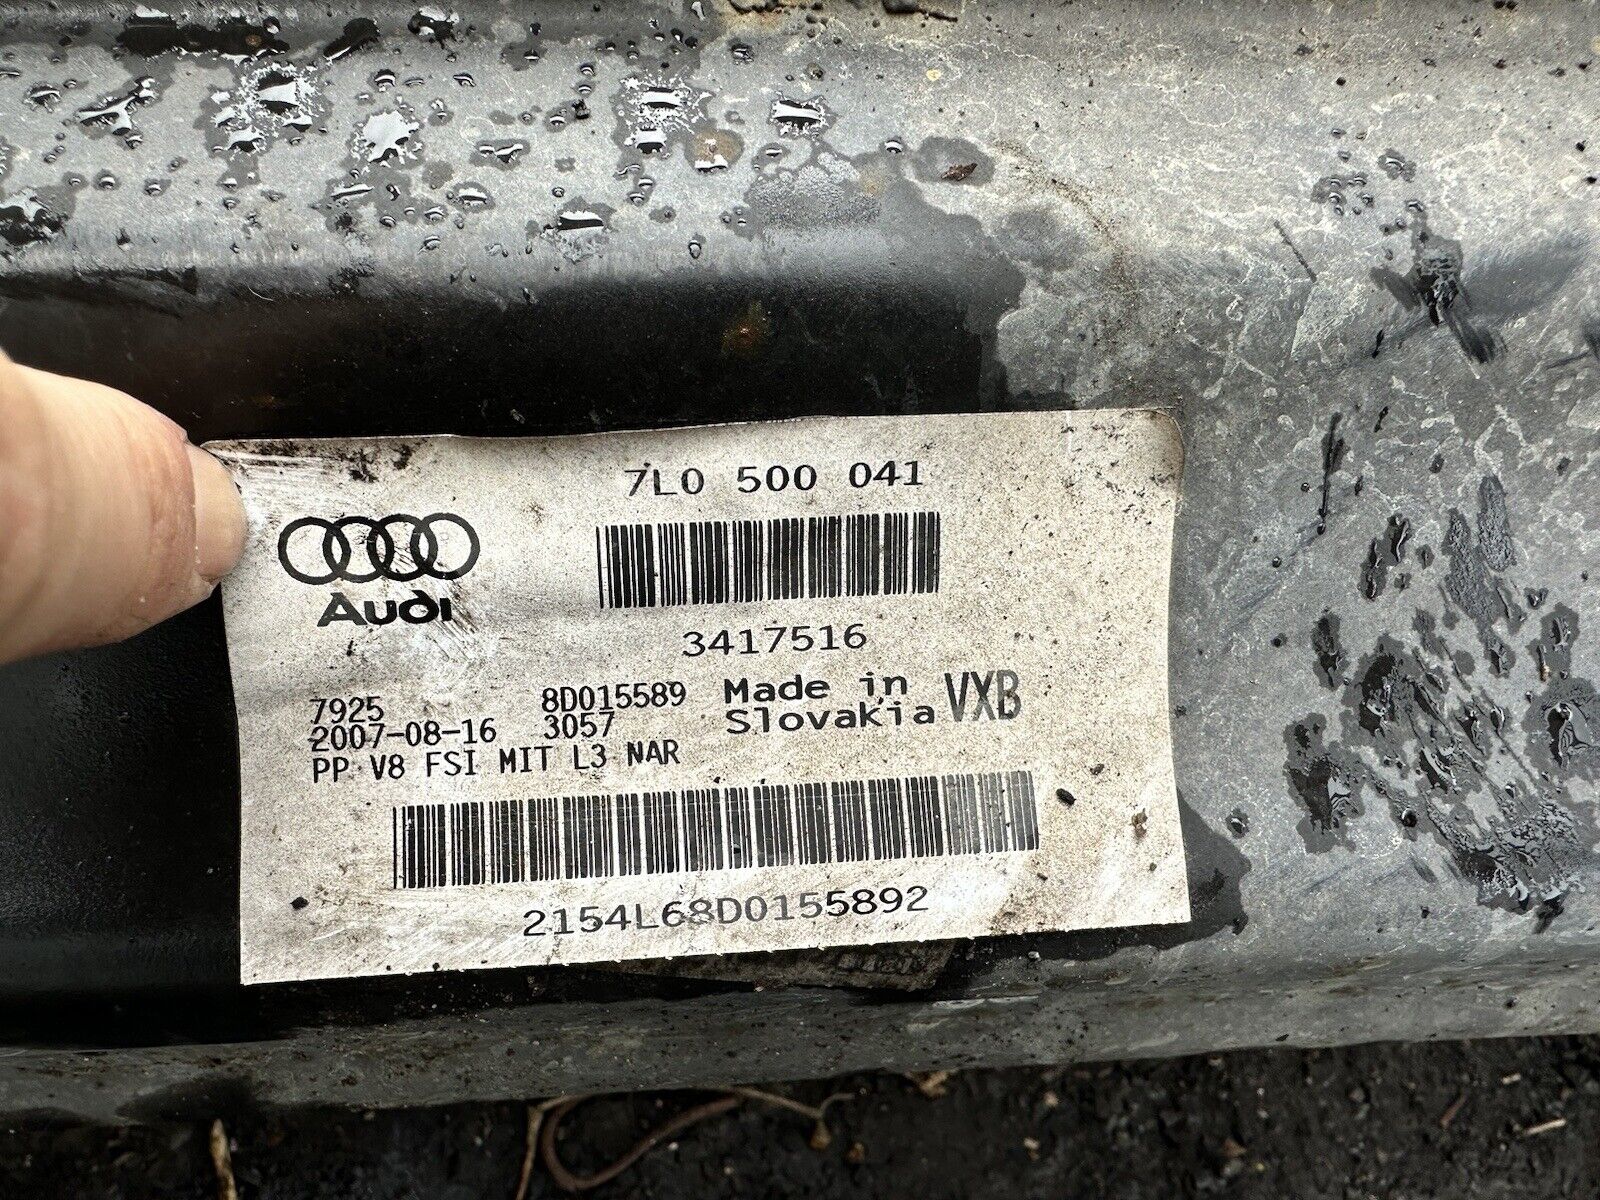 7L0 500 041
Audi
3417516
7925 8D015589 Made in VXB
2007-08-16 3057 Slovakia
PP V8 FSI MIT L3 NAR
2154L68D0155892